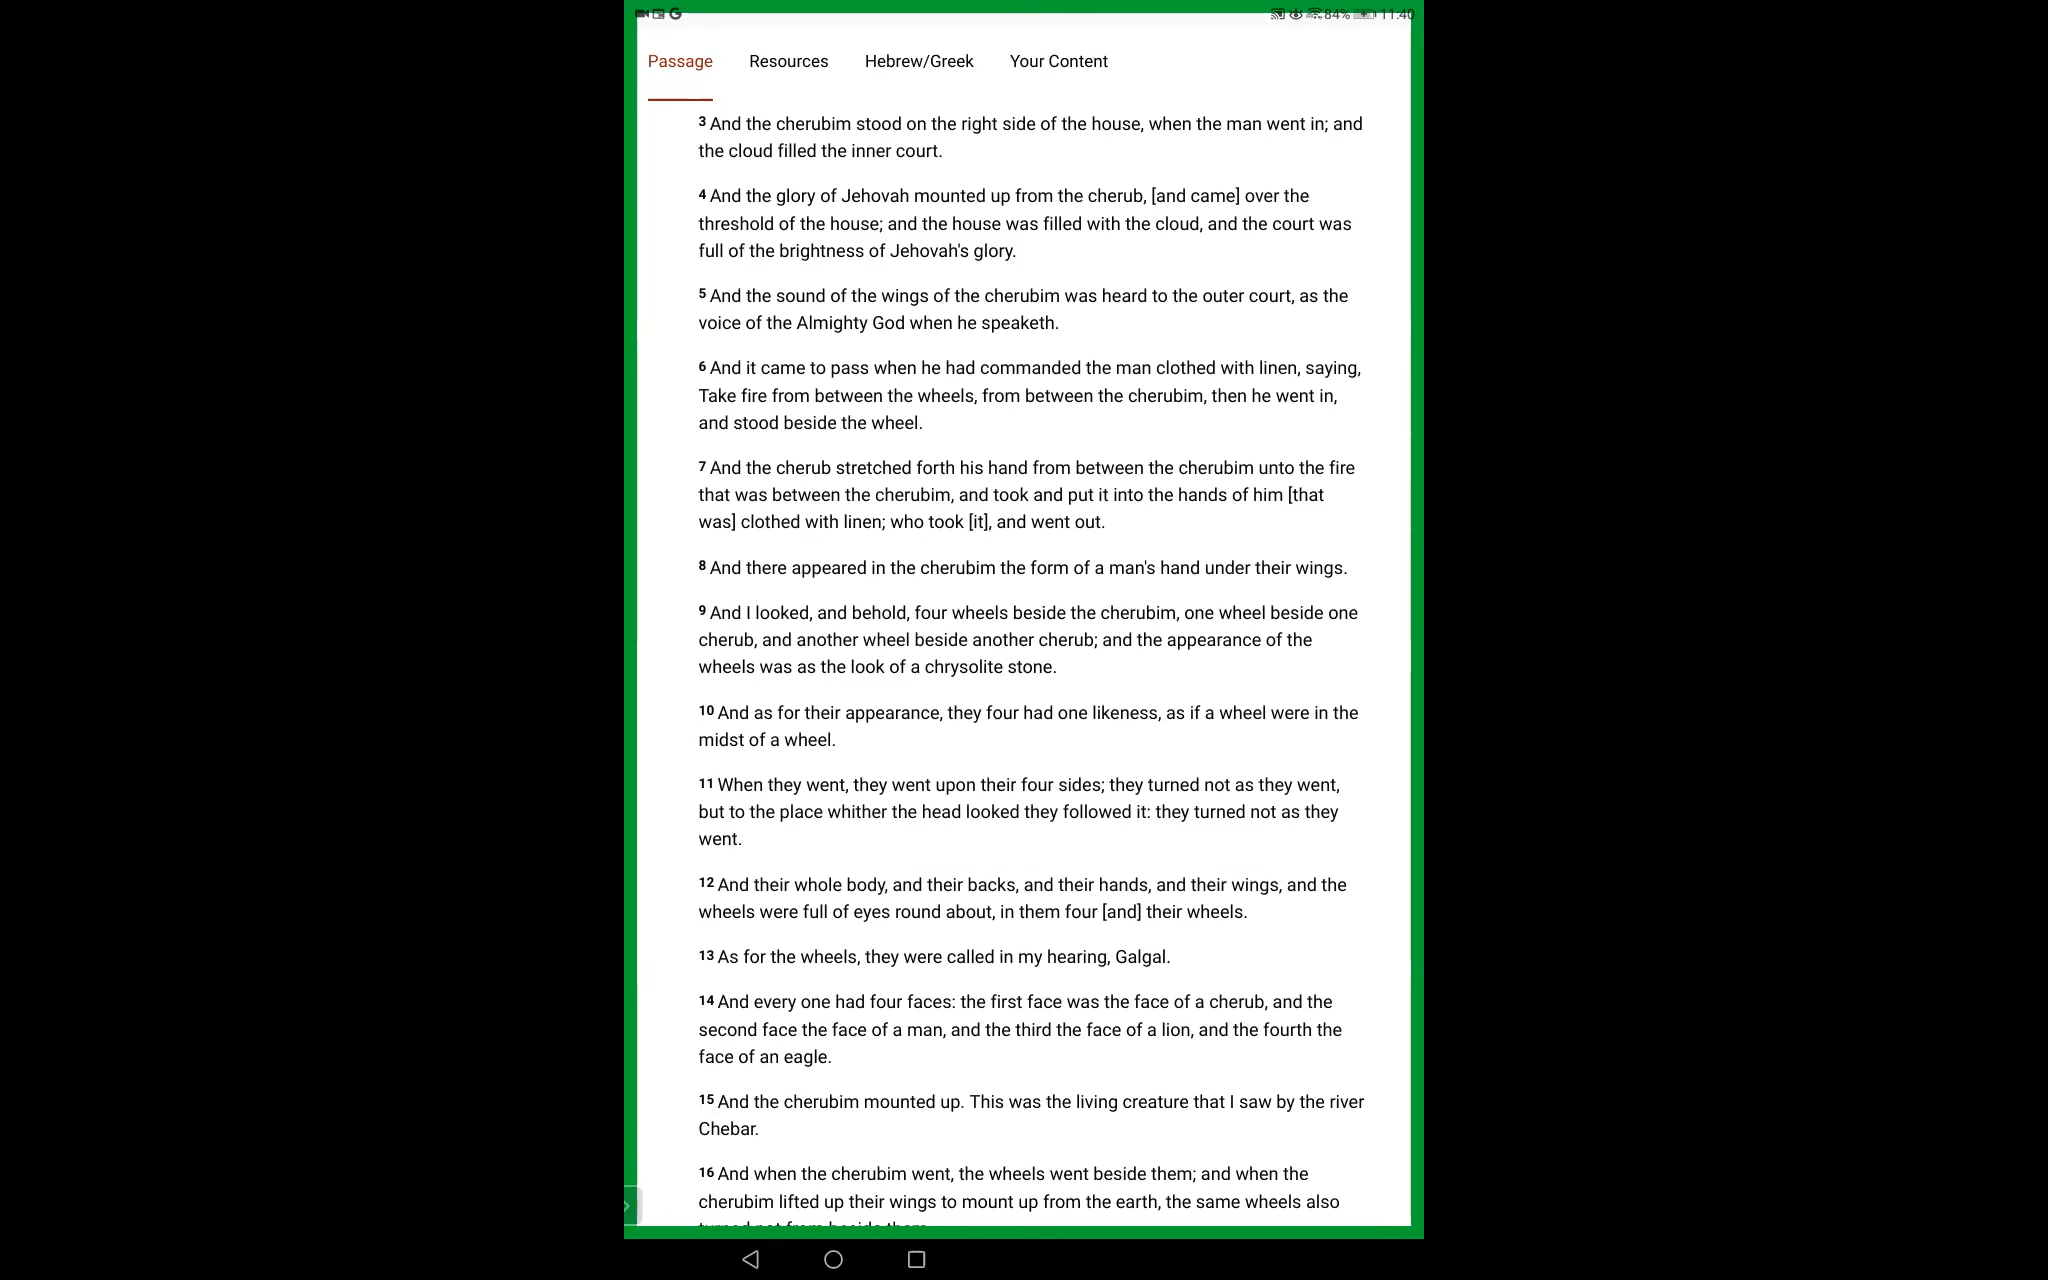 84% 11:40
Passage Resources Hebrew/Greek Your Content
3 And the cherubim stood on the right side of the house, when the man went in; and
the cloud filled the inner court.
4 And the glory of Jehovah mounted up from the cherub, [and came] over the
threshold of the house; and the house was filled with the cloud, and the court was
full of the brightness of Jehovah's glory.
5 And the sound of the wings of the cherubim was heard to the outer court, as the
voice of the Almighty God when he speaketh.
6 And it came to pass when he had commanded the man clothed with linen, saying,
Take fire from between the wheels, from between the cherubim, then he went in,
and stood beside the wheel.
7 And the cherub stretched forth his hand from between the cherubim unto the fire
that was between the cherubim, and took and put it into the hands of him [that
was] clothed with linen; who took [it], and went out.
8 And there appeared in the cherubim the form of a man's hand under their wings.
9 And I looked, and behold, four wheels beside the cherubim, one wheel beside one
cherub, and another wheel beside another cherub; and the appearance of the
wheels was as the look of a chrysolite stone.
10 And as for their appearance, they four had one likeness, as if a wheel were in the
midst of a wheel.
11 When they went, they went upon their four sides; they turned not as they went,
but to the place whither the head looked they followed it: they turned not as they
went.
12 And their whole body, and their backs, and their hands, and their wings, and the
wheels were full of eyes round about, in them four [and] their wheels.
13 As for the wheels, they were called in my hearing, Galgal.
14 And every one had four faces: the first face was the face of a cherub, and the
second face the face of a man, and the third the face of a lion, and the fourth the
face of an eagle.
15 And the cherubim mounted up. This was the living creature that I saw by the river
Chebar.
16 And when the cherubim went, the wheels went beside them; and when the
cherubim lifted up their wings to mount up from the earth, the same wheels also
turned not from beside them.